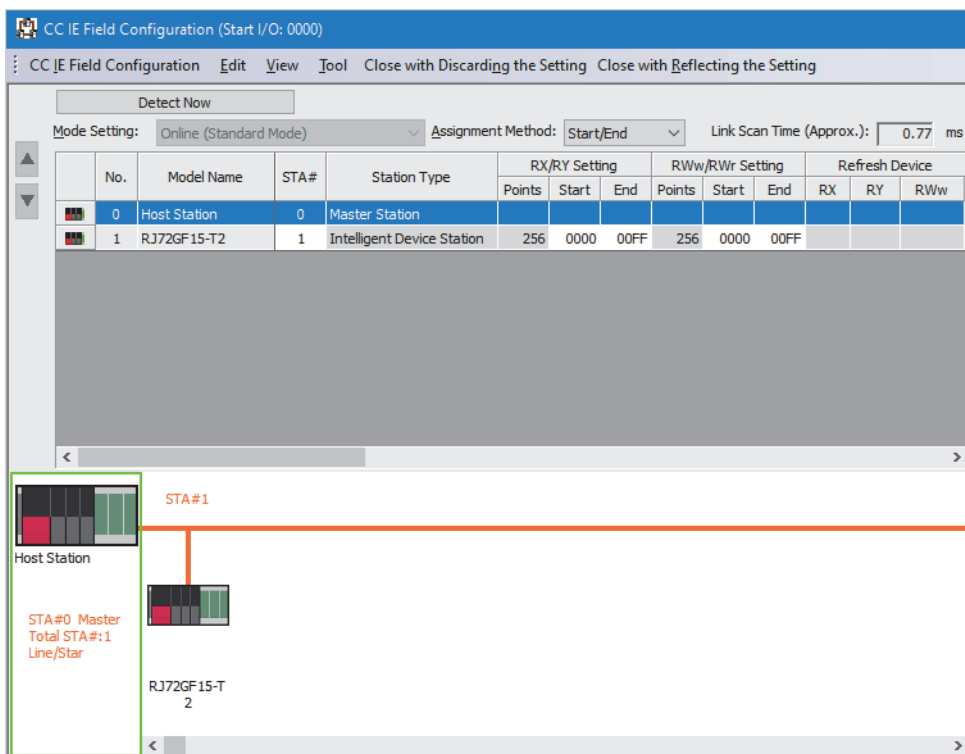 CC IE Field Configuration (Start I/O: 0000)
CC IE Field Configuration Edit View Tool Close with Discarding the Setting Close with Reflecting the Setting
Detect Now
Mode Setting: Online (Standard Mode) Assignment Method: Start/End Link Scan Time (Approx.): 0.77 ms
No. Model Name STA# Station Type RX/RY Setting RWw/RWr Setting Refresh Device
Points Start End Points Start End RX RY RWw
0 Host Station 0 Master Station
1 RJ72GF15-T2 1 Intelligent Device Station 256 0000 00FF 256 0000 00FF
STA#1
Host Station
STA#0 Master
Total STA#:1
Line/Star
RJ72GF15-T
2